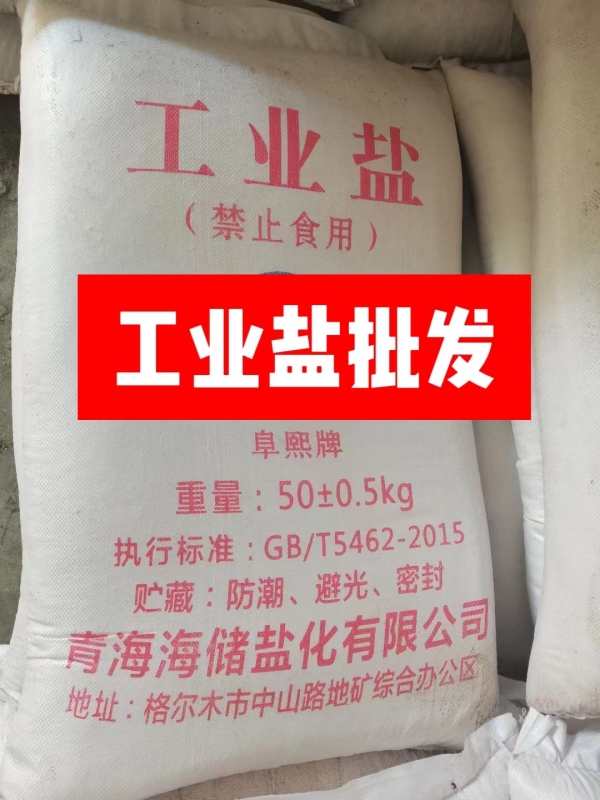 工业盐
（禁止食用）
工业盐批发
阜熙牌
重量：50±0.5kg
执行标准：GB/T5462-2015
贮藏：防潮、避光、密封
青海海储盐化有限公司
地址：格尔木市中山路地矿综合办公区